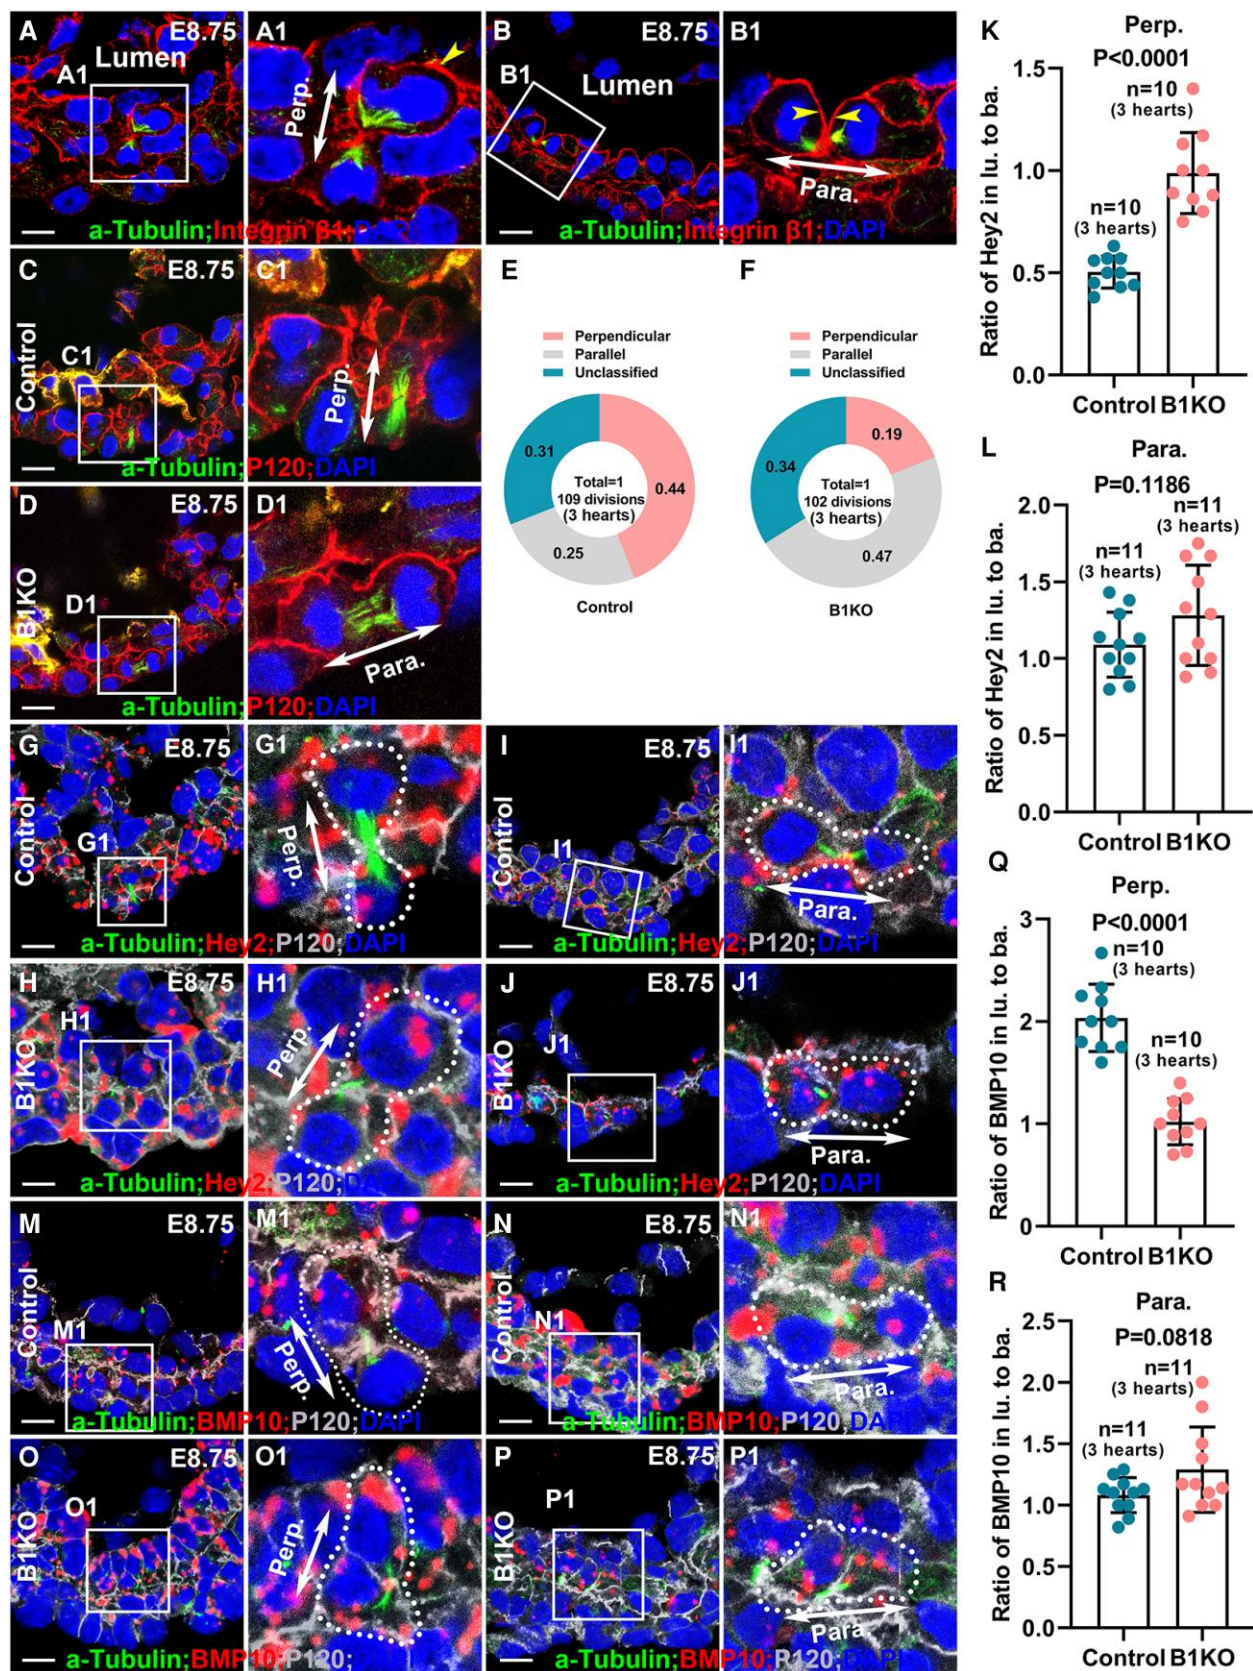 A
E8.75
Lumen
A1
A1
Perp.
a-Tubulin;Integrin β1;DAPI
B
E8.75
B1
Lumen
B1
Para.
a-Tubulin;Integrin β1;DAPI
K
Perp.
P<0.0001
n=10
(3 hearts)
n=10
(3 hearts)
Ratio of Hey2 in lu. to ba.
1.5
1.0
0.5
0.0
Control B1KO
C
E8.75
Control
C1
C1
Perp.
a-Tubulin;P120;DAPI
D
E8.75
B1KO
D1
D1
Para.
a-Tubulin;P120;DAPI
E
Perpendicular
Parallel
Unclassified
0.31
0.44
0.25
Total=1
109 divisions
(3 hearts)
Control
F
Perpendicular
Parallel
Unclassified
0.34
0.19
0.47
Total=1
102 divisions
(3 hearts)
B1KO
L
Para.
P=0.1186
n=11
(3 hearts)
n=11
(3 hearts)
Ratio of Hey2 in lu. to ba.
2.0
1.5
1.0
0.5
0.0
Control B1KO
G
E8.75
Control
G1
G1
Perp.
a-Tubulin;Hey2;P120;DAPI
I
E8.75
Control
I1
I1
Para.
a-Tubulin;Hey2;P120;DAPI
H
E8.75
B1KO
H1
H1
Perp.
a-Tubulin;Hey2;P120;DAPI
J
E8.75
B1KO
J1
J1
Para.
a-Tubulin;Hey2;P120;DAPI
Q
Perp.
P<0.0001
n=10
(3 hearts)
n=10
(3 hearts)
Ratio of BMP10 in lu. to ba.
3
2
1
0
Control B1KO
M
E8.75
Control
M1
M1
Perp.
a-Tubulin;BMP10;P120;DAPI
N
E8.75
Control
N1
N1
Para.
a-Tubulin;BMP10;P120;DAPI
O
E8.75
B1KO
O1
O1
Perp.
a-Tubulin;BMP10;P120;
P
E8.75
B1KO
P1
P1
Para.
a-Tubulin;BMP10;P120;DAPI
R
Para.
P=0.0818
n=11
(3 hearts)
n=11
(3 hearts)
Ratio of BMP10 in lu. to ba.
2.5
2.0
1.5
1.0
0.5
0.0
Control B1KO